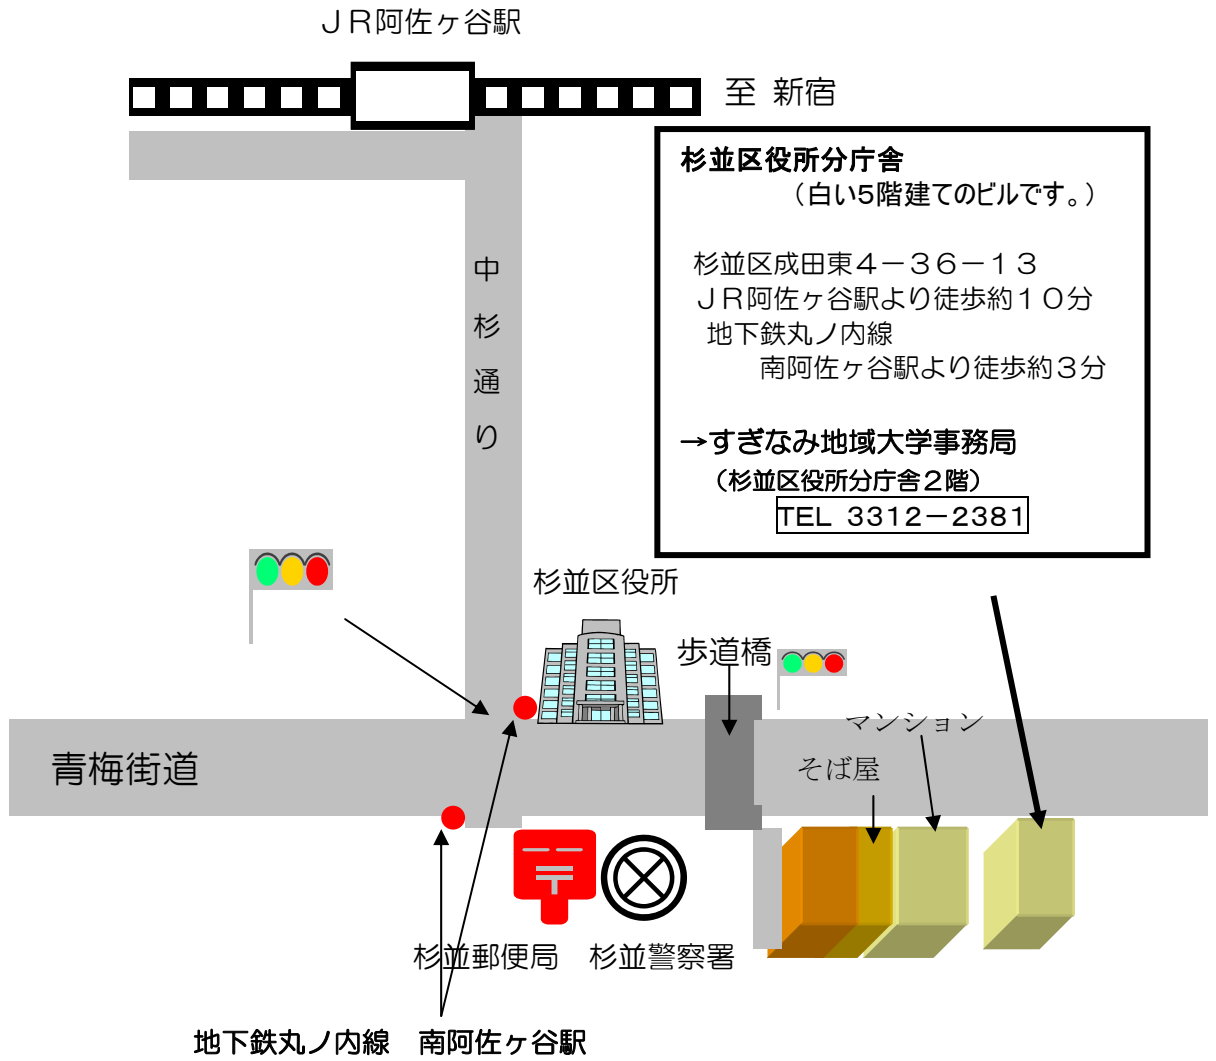 ＪＲ阿佐ヶ谷駅
至 新宿
杉並区役所分庁舎
（白い5階建てのビルです。）
杉並区成田東４－３６－１３
ＪＲ阿佐ヶ谷駅より徒歩約１０分
地下鉄丸ノ内線
南阿佐ヶ谷駅より徒歩約３分
→すぎなみ地域大学事務局
（杉並区役所分庁舎２階）
TEL 3312－2381
中杉通り
杉並区役所
歩道橋
マンション
そば屋
青梅街道
杉並郵便局
杉並警察署
地下鉄丸ノ内線　南阿佐ヶ谷駅